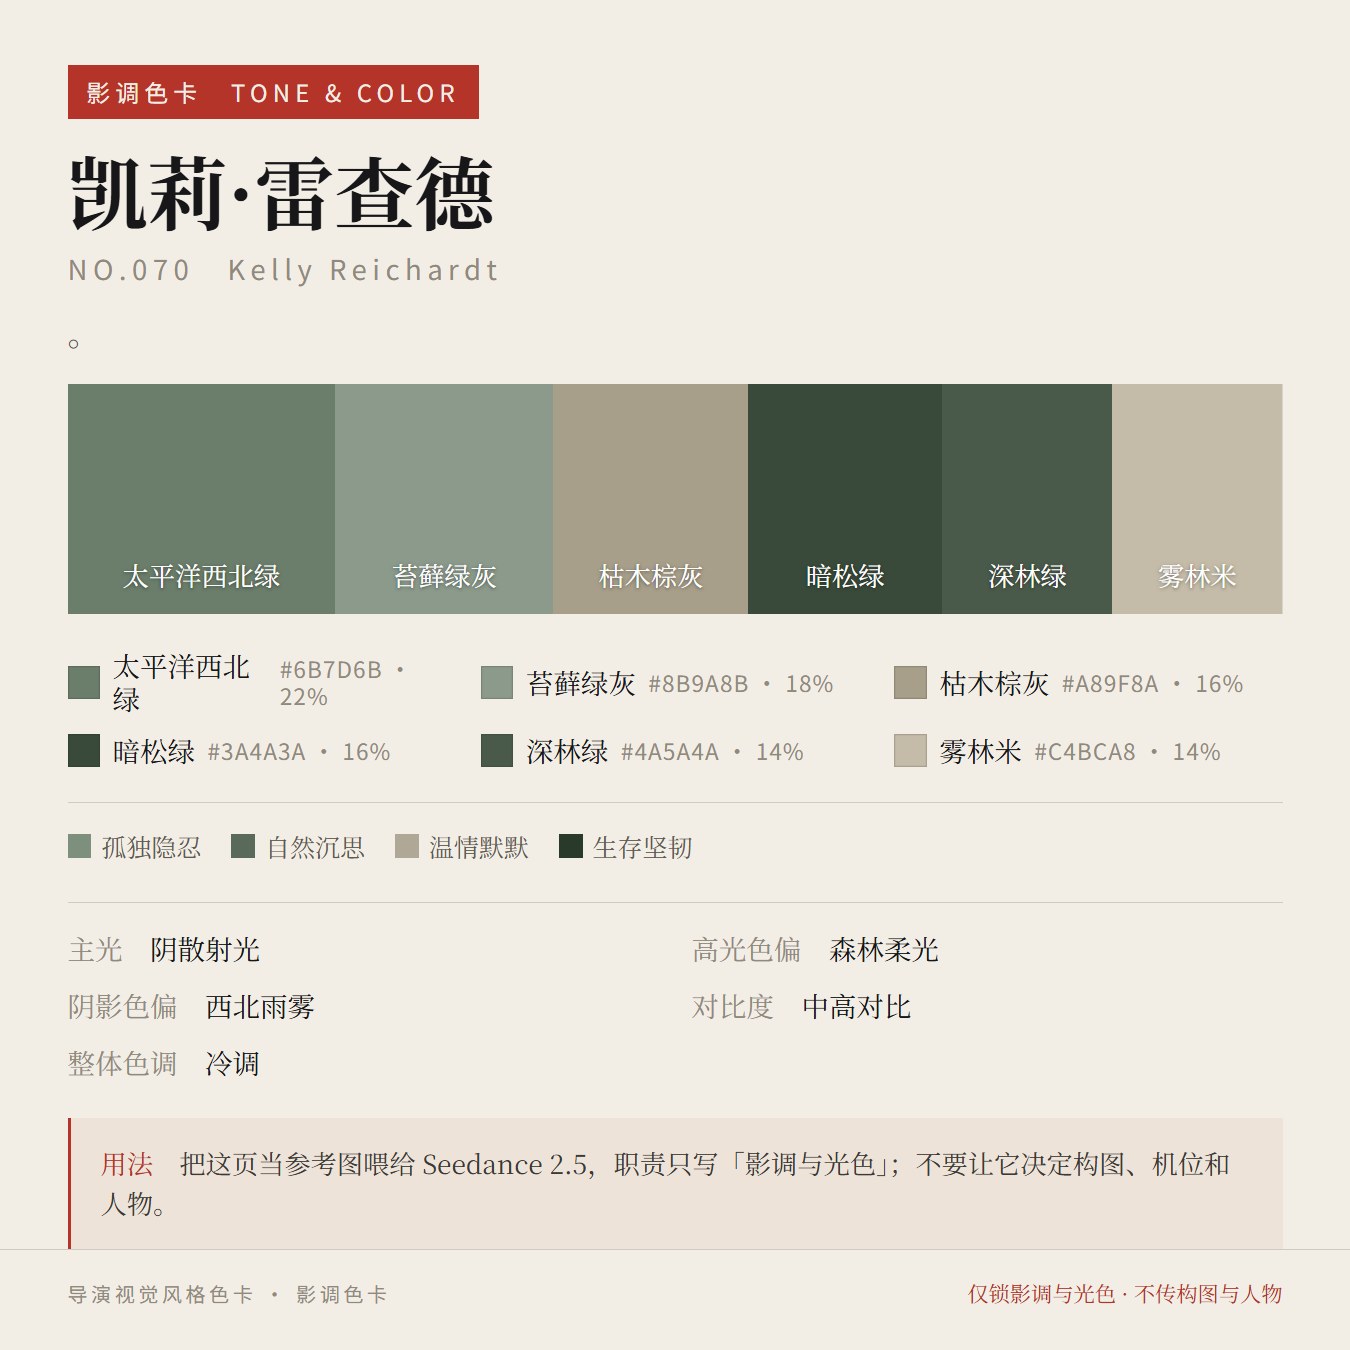 影调色卡 TONE & COLOR
凯莉·雷查德
NO.070 Kelly Reichardt
。
太平洋西北绿 苔藓绿灰 枯木棕灰 暗松绿 深林绿 雾林米
太平洋西北绿 #6B7D6B · 22% 苔藓绿灰 #8B9A8B · 18% 枯木棕灰 #A89F8A · 16%
暗松绿 #3A4A3A · 16% 深林绿 #4A5A4A · 14% 雾林米 #C4BCA8 · 14%
孤独隐忍 自然沉思 温情默默 生存坚韧
主光 阴散射光 高光色偏 森林柔光
阴影色偏 西北雨雾 对比度 中高对比
整体色调 冷调
用法 把这页当参考图喂给 Seedance 2.5，职责只写「影调与光色」；不要让它决定构图、机位和
人物。
导演视觉风格色卡 · 影调色卡 仅锁影调与光色 · 不传构图与人物